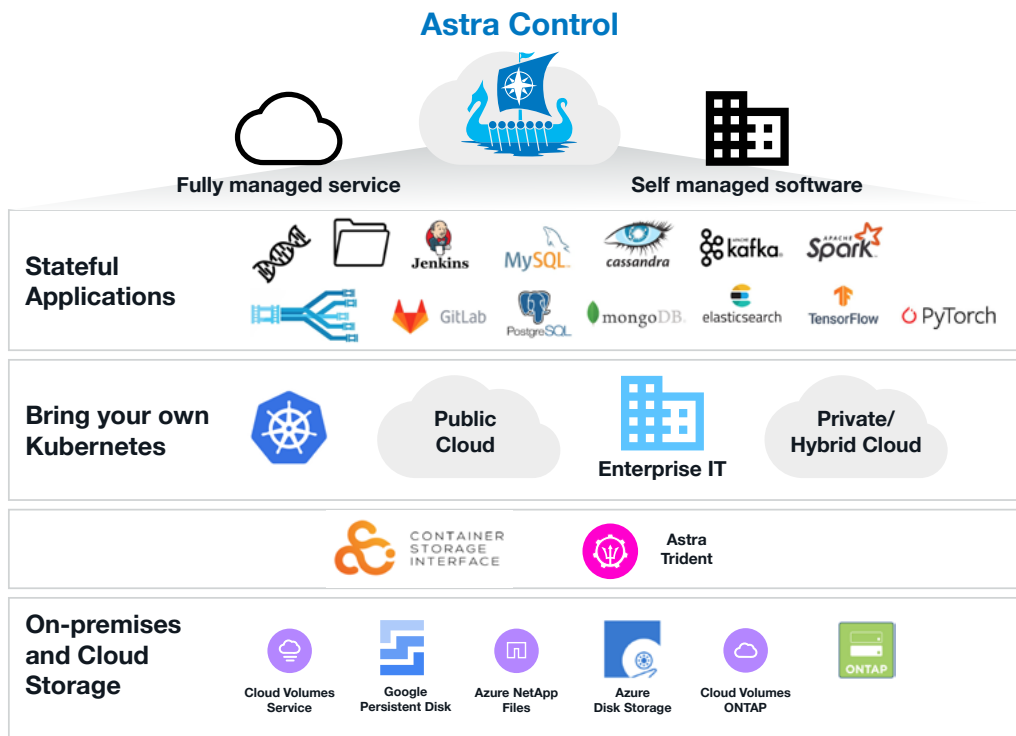 Astra Control
Fully managed service
Self managed software
Stateful
Applications
Jenkins
MySQL
cassandra
APACHE
kafka
APACHE
Spark
GitLab
PostgreSQL
mongoDB
elasticsearch
TensorFlow
PyTorch
Bring your own
Kubernetes
Public
Cloud
Enterprise IT
Private/
Hybrid Cloud
CONTAINER
STORAGE
INTERFACE
Astra
Trident
On-premises
and Cloud
Storage
Cloud Volumes
Service
Google
Persistent Disk
Azure NetApp
Files
Azure
Disk Storage
Cloud Volumes
ONTAP
ONTAP